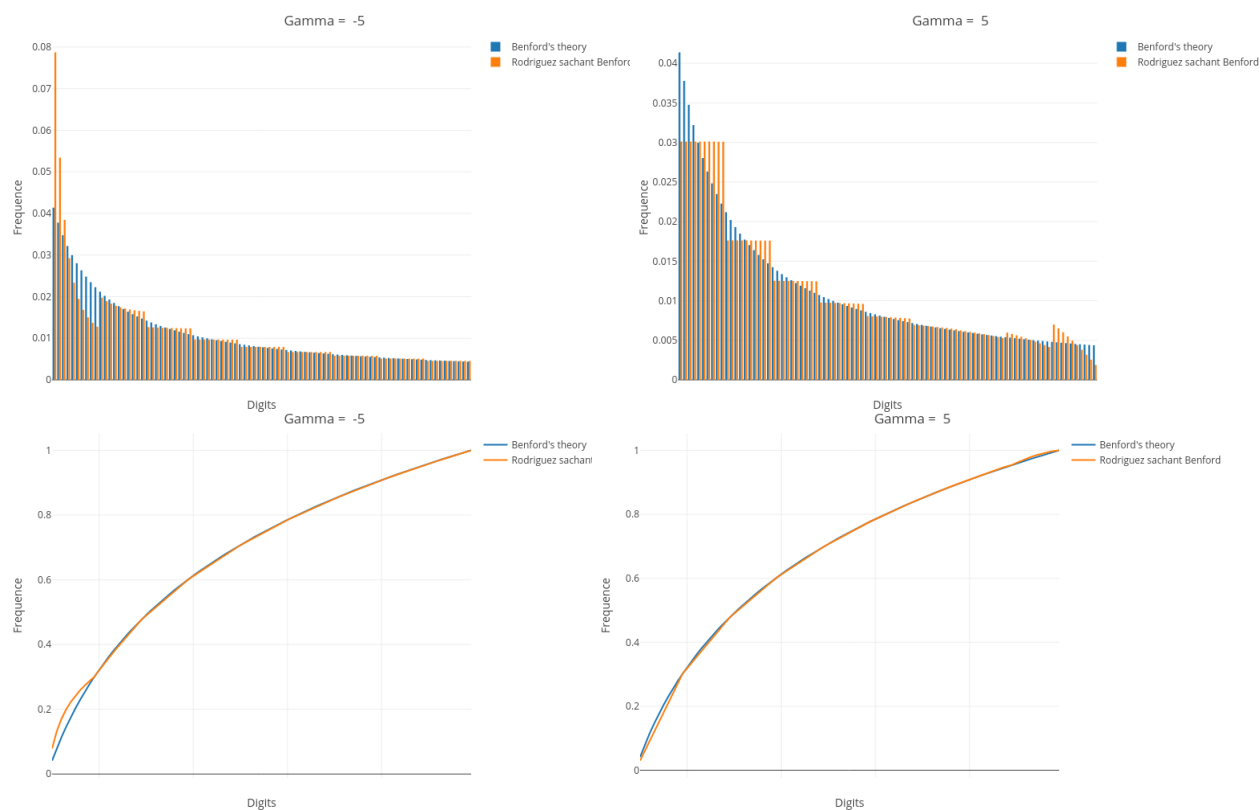 Gamma = -5
Benford's theory
Rodriguez sachant Benford
0.08
0.07
0.06
0.05
0.04
0.03
0.02
0.01
0
Frequence
Digits
Gamma = 5
Benford's theory
Rodriguez sachant Benford
0.04
0.035
0.03
0.025
0.02
0.015
0.01
0.005
0
Frequence
Digits
Gamma = -5
Benford's theory
Rodriguez sachant
1
0.8
0.6
0.4
0.2
0
Frequence
Digits
Gamma = 5
Benford's theory
Rodriguez sachant Benford
1
0.8
0.6
0.4
0.2
0
Frequence
Digits